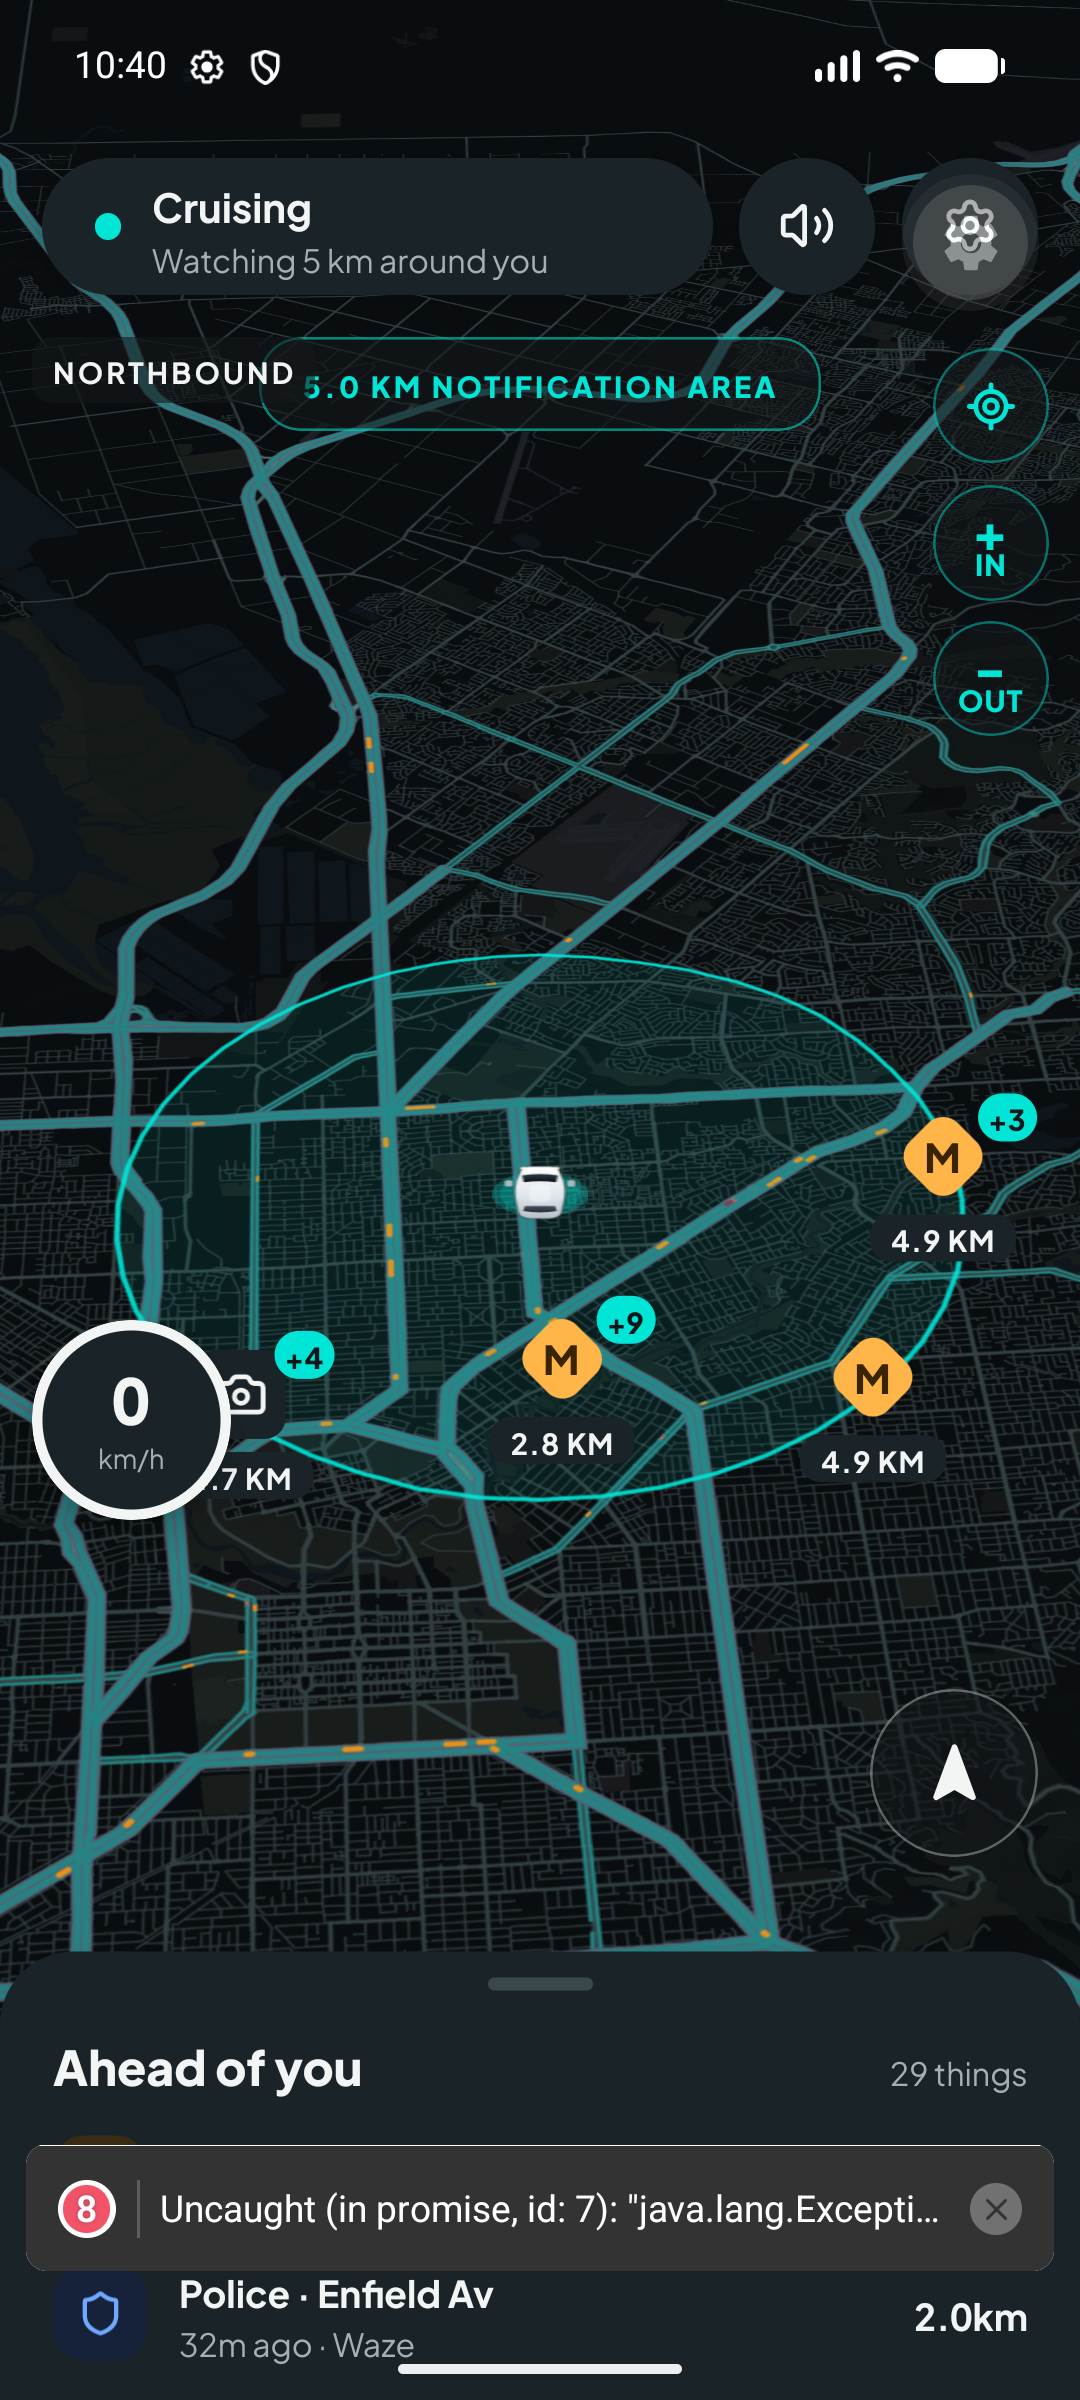 10:40
Cruising
Watching 5 km around you
NORTHBOUND
5.0 KM NOTIFICATION AREA
+
IN
−
OUT
+3
M
4.9 KM
+9
M
2.8 KM
M
4.9 KM
+4
0
km/h
.7 KM
Ahead of you
29 things
8
Uncaught (in promise, id: 7): "java.lang.Excepti...
Police · Enfield Av
32m ago · Waze
2.0km